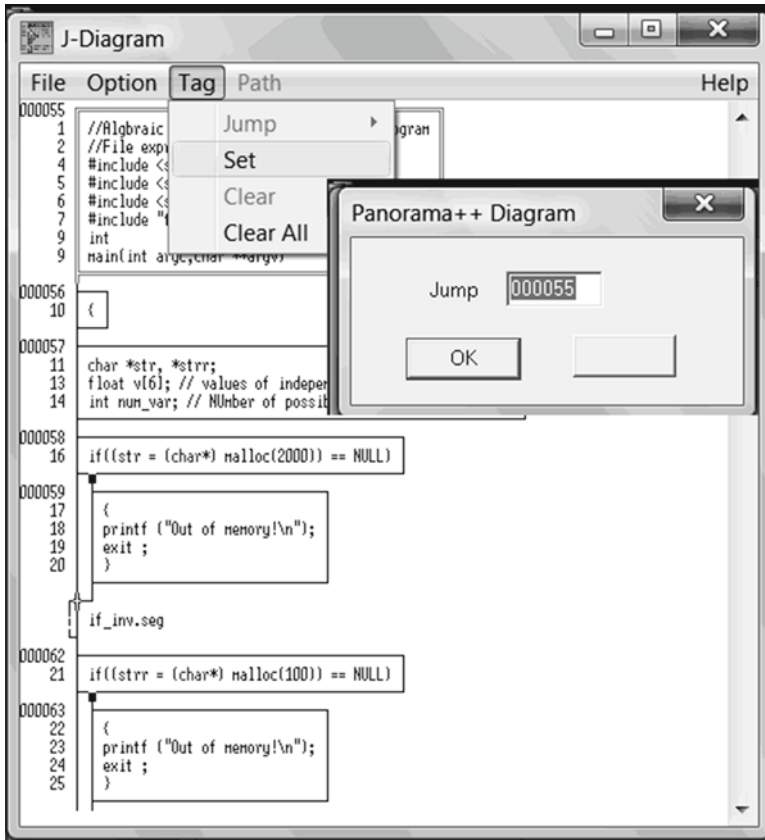 J-Diagram
File Option Tag Path Help
Jump
Set
Clear
Clear All
000055
1 //Algbraic ogram
2 //File exp
4 #include <s
5 #include <s
6 #include <s
7 #include "
9 int
9 main(int argc,char **argv)
Panorama++ Diagram
Jump 000055
OK
000056
10 {
000057
11 char *str, *strr;
13 float v[6]; // values of indepen
14 int num_var; // NUmber of possib
000058
16 if((str = (char*) malloc(2000)) == NULL)
000059
17 {
18 printf ("Out of memory!\n");
19 exit ;
20 }
if_inv.seg
000062
21 if((strr = (char*) malloc(100)) == NULL)
000063
22 {
23 printf ("Out of memory!\n");
24 exit ;
25 }